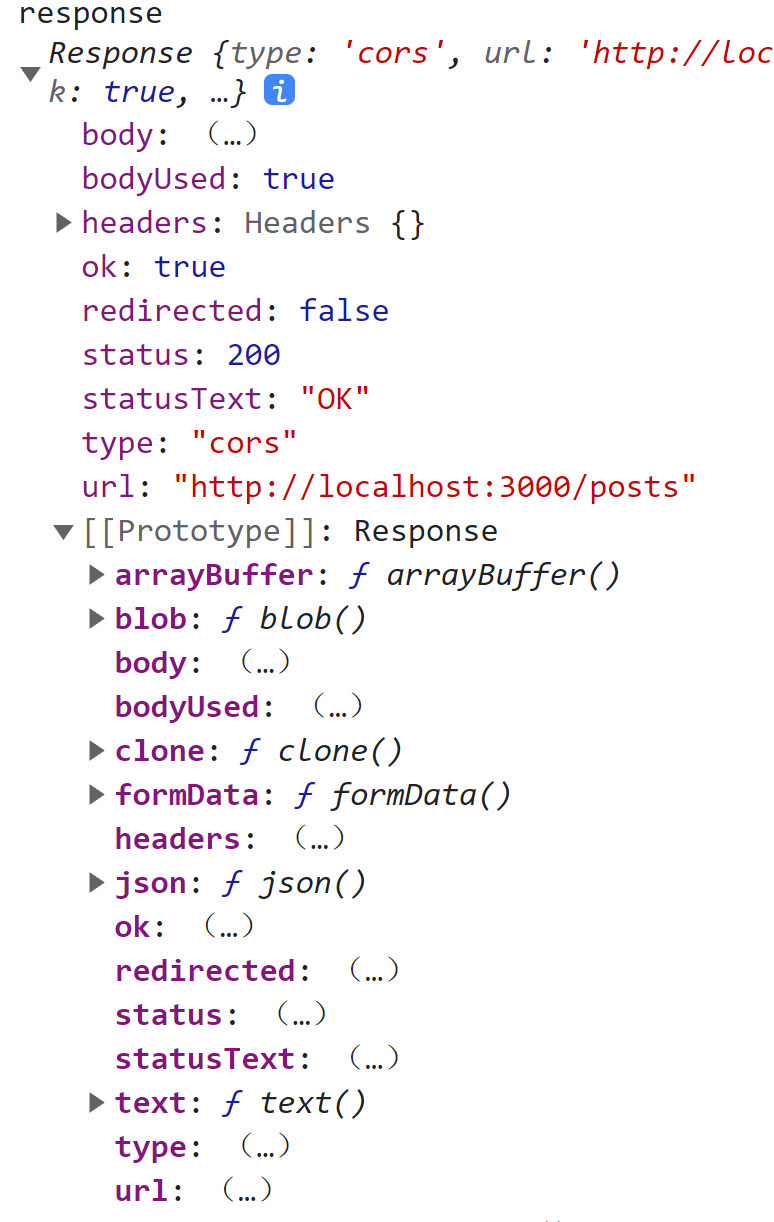 response
Response {type: 'cors', url: 'http://loc
k: true, …}
body: （…）
bodyUsed: true
headers: Headers {}
ok: true
redirected: false
status: 200
statusText: "OK"
type: "cors"
url: "http://localhost:3000/posts"
[[Prototype]]: Response
arrayBuffer: ƒ arrayBuffer()
blob: ƒ blob()
body: （…）
bodyUsed: （…）
clone: ƒ clone()
formData: ƒ formData()
headers: （…）
json: ƒ json()
ok: （…）
redirected: （…）
status: （…）
statusText: （…）
text: ƒ text()
type: （…）
url: （…）